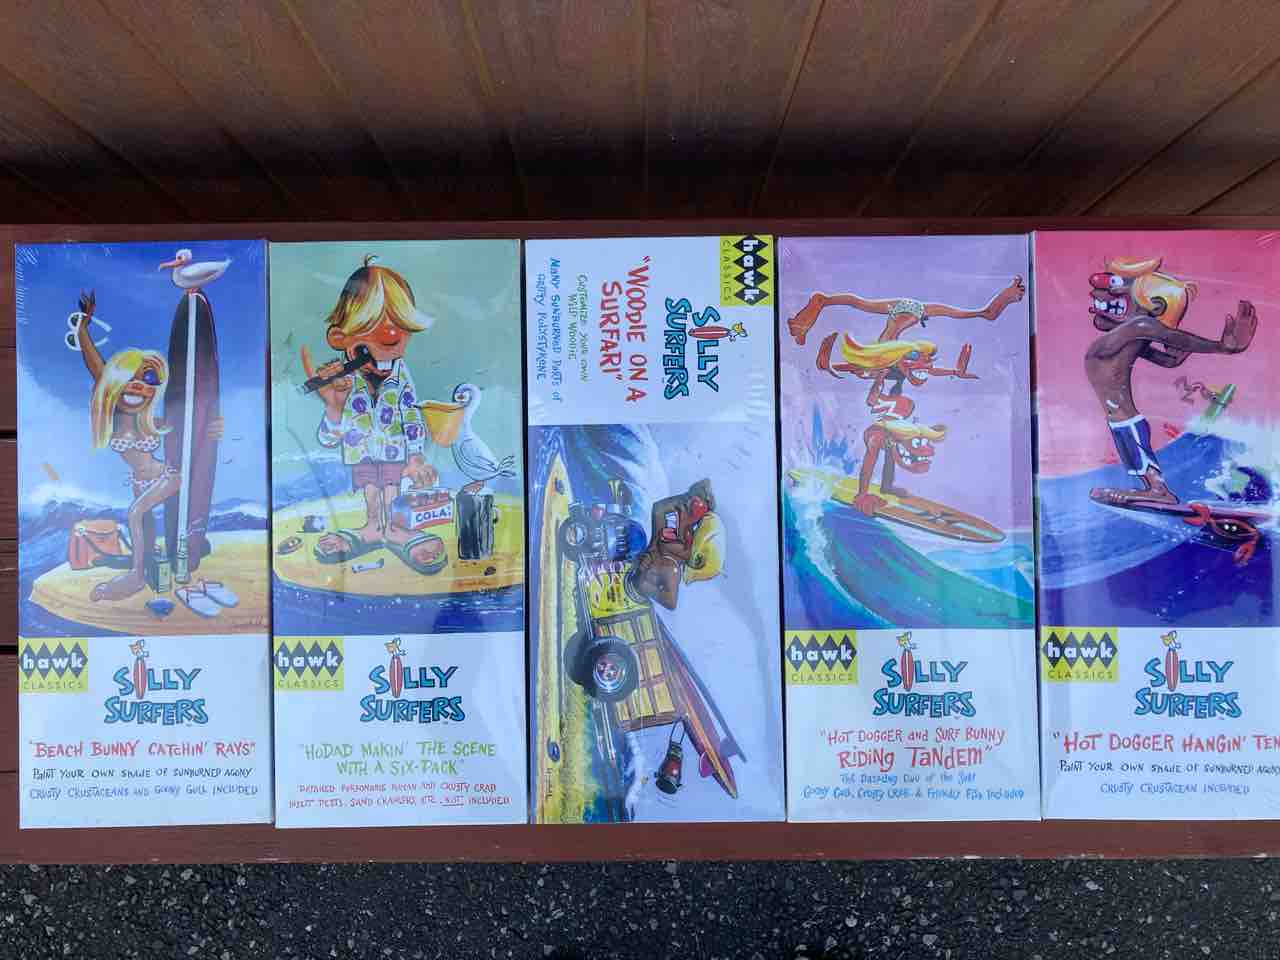 hawk
CLASSICS
SILLY
SURFERS
"BEACH BUNNY CATCHIN' RAYS"
PAINT YOUR OWN SHADE OF SUNBURNED AGONY
CRUSTY CRUSTACEANS AND GOONY GULL INCLUDED
COLA!
hawk
CLASSICS
SILLY
SURFERS
"HODAD MAKIN' THE SCENE
WITH A SIX-PACK"
DETAILED PERSONALIS AND CRUSTY CRAB
INSECT PESTS, SAND CRAWLERS, ETC. NOT INCLUDED
hawk
CLASSICS
SILLY
SURFERS
"WOODIE ON A
SURFARI"
CUSTOMIZE YOUR OWN
WILD WOODIE
MANY SUNBURNED PARTS OF
CRUSTY POLYSTYRENE
hawk
CLASSICS
SILLY
SURFERS
"HOT DOGGER and SURF BUNNY
RIDING TANDEM"
THE DAZZLING DUO OF THE SURF
GOONY GULL, CRUSTY CRAB & FRIENDLY FISH INCLUDED
hawk
CLASSICS
SILLY
SURFERS
"HOT DOGGER HANGIN' TEN
PAINT YOUR OWN SHADE OF SUNBURNED AGONY
CRUSTY CRUSTACEAN INCLUDED